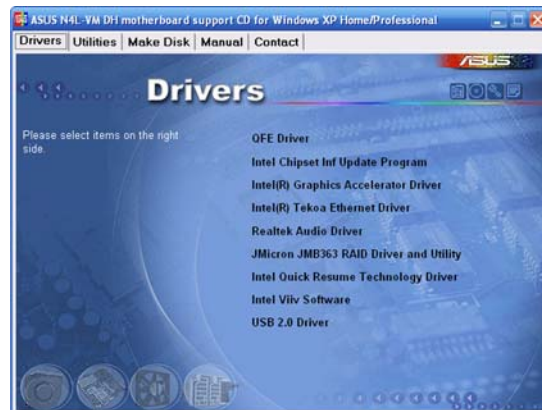 ASUS N4L-VM DH motherboard support CD for Windows XP Home/Professional
Drivers Utilities Make Disk Manual Contact
ASUS
Drivers
Please select items on the right
side.
QFE Driver
Intel Chipset Inf Update Program
Intel(R) Graphics Accelerator Driver
Intel(R) Tekoa Ethernet Driver
Realtek Audio Driver
JMicron JMB363 RAID Driver and Utility
Intel Quick Resume Technology Driver
Intel Viiv Software
USB 2.0 Driver